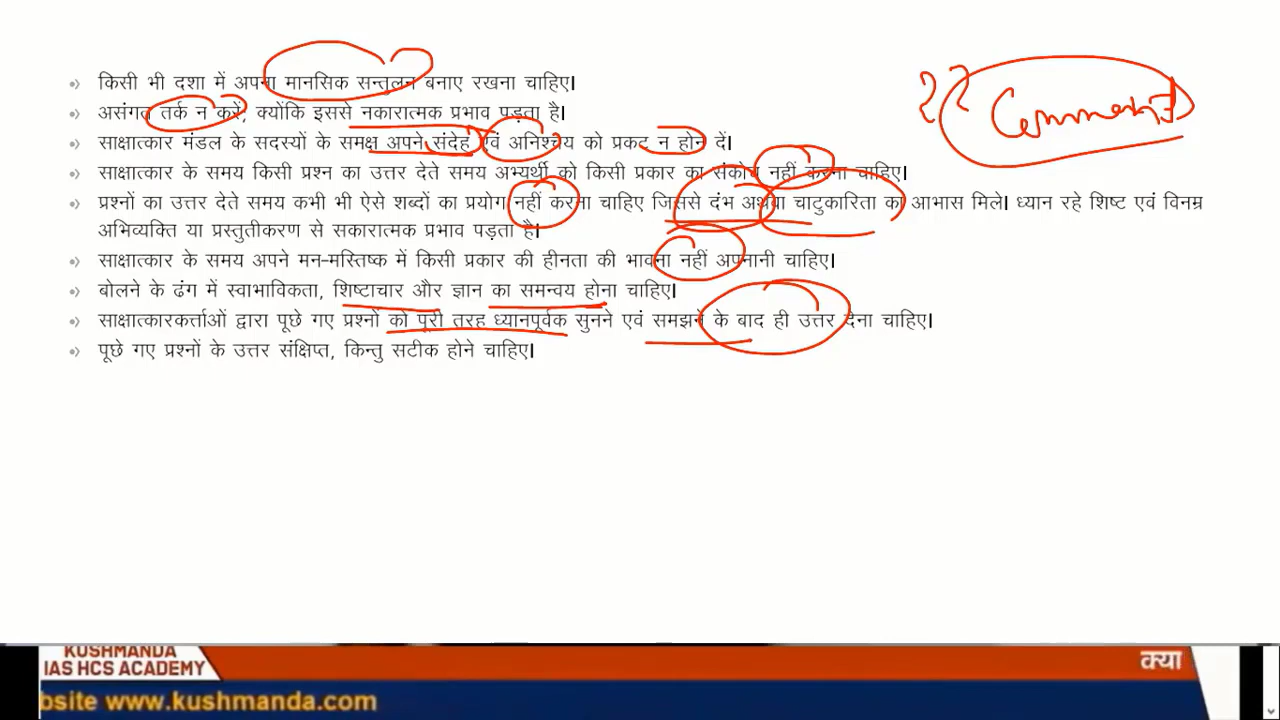 किसी भी दशा में अपना मानसिक सन्तुलन बनाए रखना चाहिए।
असंगत तर्क न करें, क्योंकि इससे नकारात्मक प्रभाव पड़ता है।
साक्षात्कार मंडल के सदस्यों के समक्ष अपने संदेह एवं अनिश्चय को प्रकट न होने दें।
साक्षात्कार के समय किसी प्रश्न का उत्तर देते समय अभ्यर्थी को किसी प्रकार का संकोच नहीं करना चाहिए।
प्रश्नों का उत्तर देते समय कभी भी ऐसे शब्दों का प्रयोग नहीं करना चाहिए जिससे दंभ अथवा चाटुकारिता का आभास मिले। ध्यान रहे शिष्ट एवं विनम्र
अभिव्यक्ति या प्रस्तुतीकरण से सकारात्मक प्रभाव पड़ता है।
साक्षात्कार के समय अपने मन-मस्तिष्क में किसी प्रकार की हीनता की भावना नहीं अपनानी चाहिए।
बोलने के ढंग में स्वाभाविकता, शिष्टाचार और ज्ञान का समन्वय होना चाहिए।
साक्षात्कारकर्त्ताओं द्वारा पूछे गए प्रश्नों को पूरी तरह ध्यानपूर्वक सुनने एवं समझने के बाद ही उत्तर देना चाहिए।
पूछे गए प्रश्नों के उत्तर संक्षिप्त, किन्तु सटीक होने चाहिए।
KUSHMANDA
IAS HCS ACADEMY
क्या
bsite www.kushmanda.com